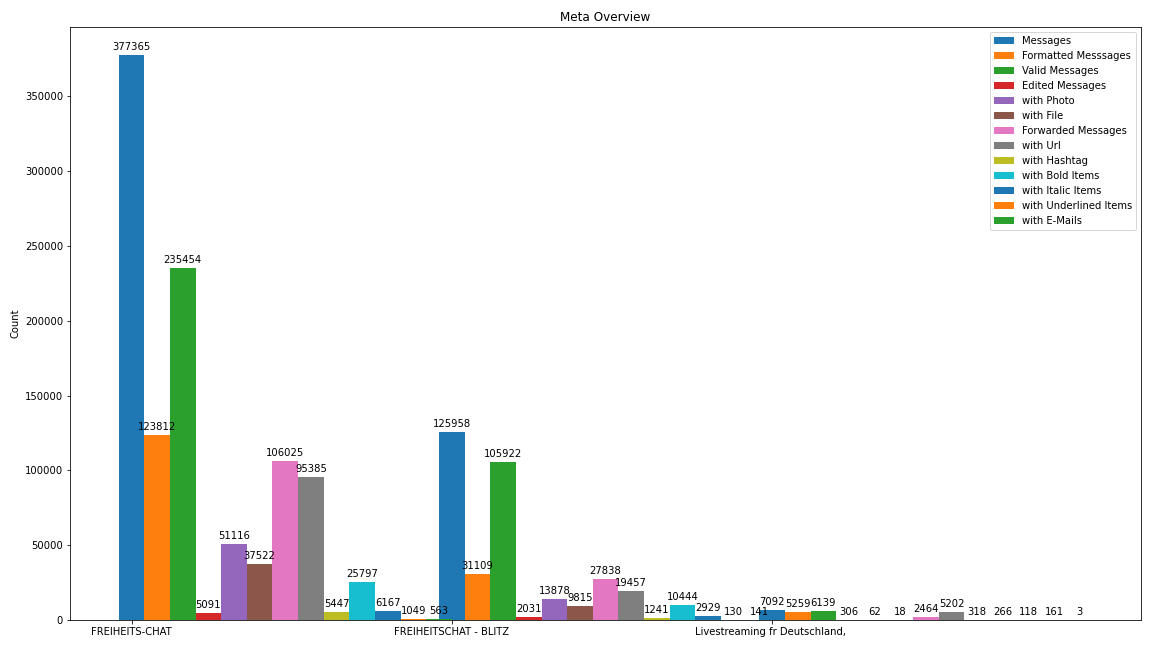 Meta Overview
Count
350000
300000
250000
200000
150000
100000
50000
0
377365
123812
235454
5091
51116
37522
106025
95385
5447
25797
6167
1049
563
125958
31109
105922
2031
13878
9815
27838
19457
1241
10444
2929
130
141
7092
5259
6139
306
62
18
2464
5202
318
266
118
161
3
FREIHEITS-CHAT
FREIHEITSCHAT - BLITZ
Livestreaming fr Deutschland,
Messages
Formatted Messsages
Valid Messages
Edited Messages
with Photo
with File
Forwarded Messages
with Url
with Hashtag
with Bold Items
with Italic Items
with Underlined Items
with E-Mails